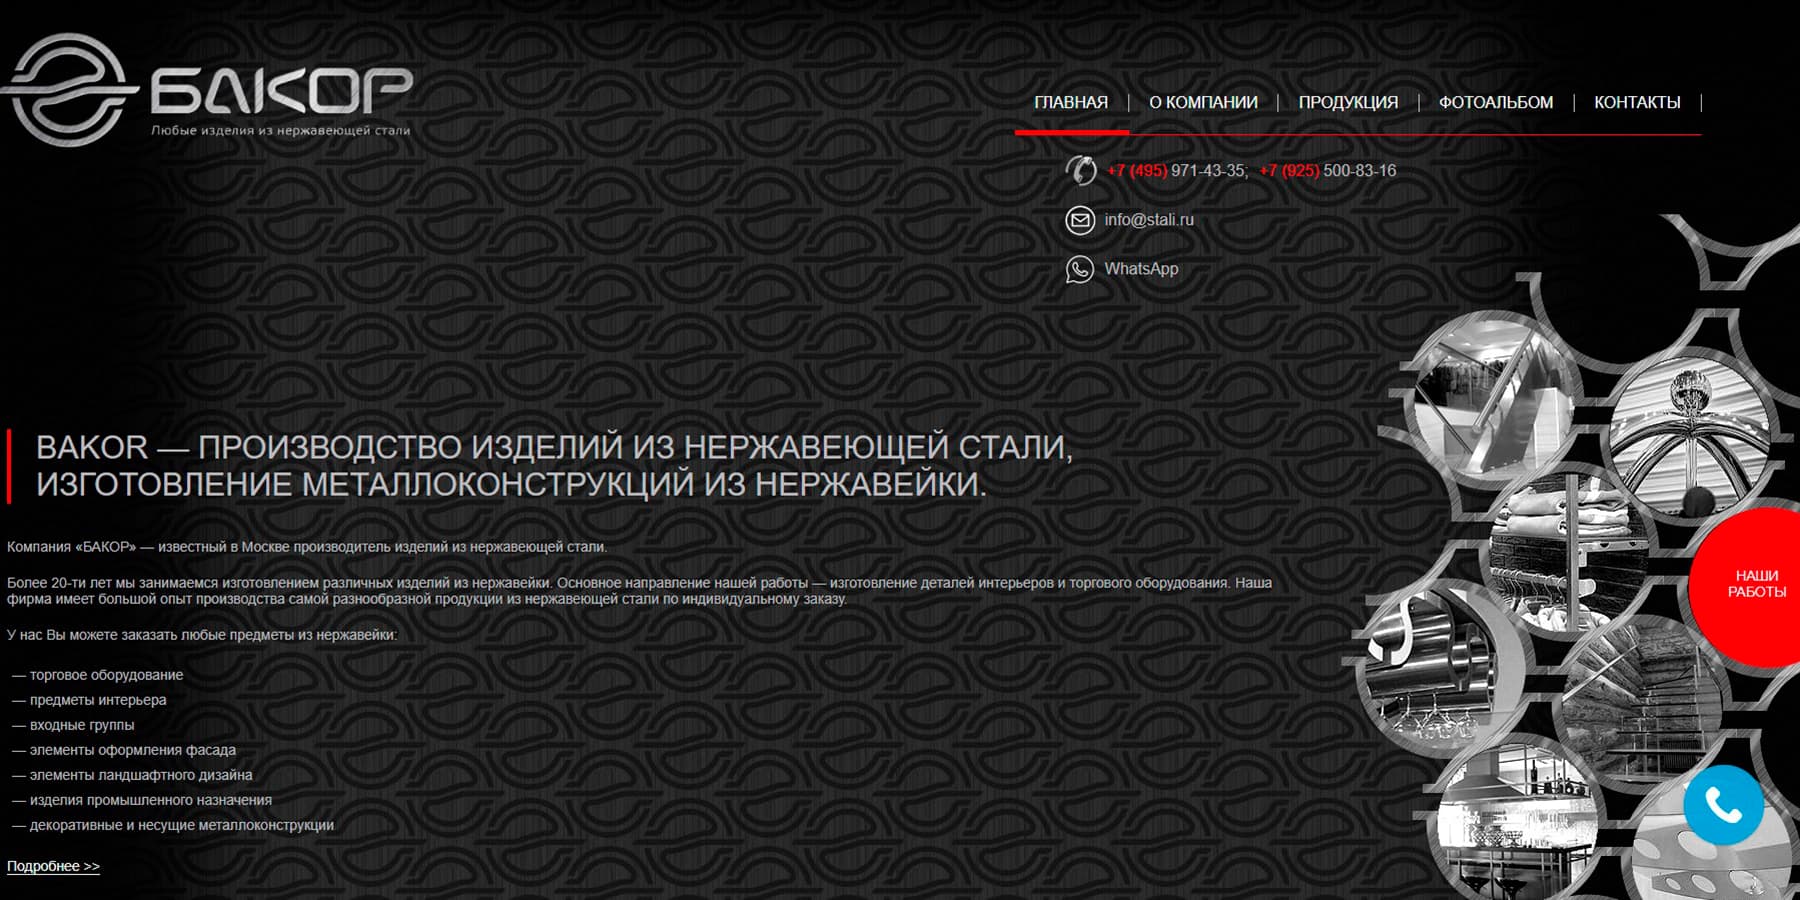 БАКОР
Любые изделия из нержавеющей стали
ГЛАВНАЯ
О КОМПАНИИ
ПРОДУКЦИЯ
ФОТОАЛЬБОМ
КОНТАКТЫ
+7 (495) 971-43-35; +7 (925) 500-83-16
info@stali.ru
WhatsApp
BAKOR — ПРОИЗВОДСТВО ИЗДЕЛИЙ ИЗ НЕРЖАВЕЮЩЕЙ СТАЛИ,
ИЗГОТОВЛЕНИЕ МЕТАЛЛОКОНСТРУКЦИЙ ИЗ НЕРЖАВЕЙКИ.
Компания «БАКОР» — известный в Москве производитель изделий из нержавеющей стали.
Более 20-ти лет мы занимаемся изготовлением различных изделий из нержавейки. Основное направление нашей работы — изготовление деталей интерьеров и торгового оборудования. Наша
фирма имеет большой опыт производства самой разнообразной продукции из нержавеющей стали по индивидуальному заказу.
У нас Вы можете заказать любые предметы из нержавейки:
— торговое оборудование
— предметы интерьера
— входные группы
— элементы оформления фасада
— элементы ландшафтного дизайна
— изделия промышленного назначения
— декоративные и несущие металлоконструкции
Подробнее >>
НАШИ
РАБОТЫ